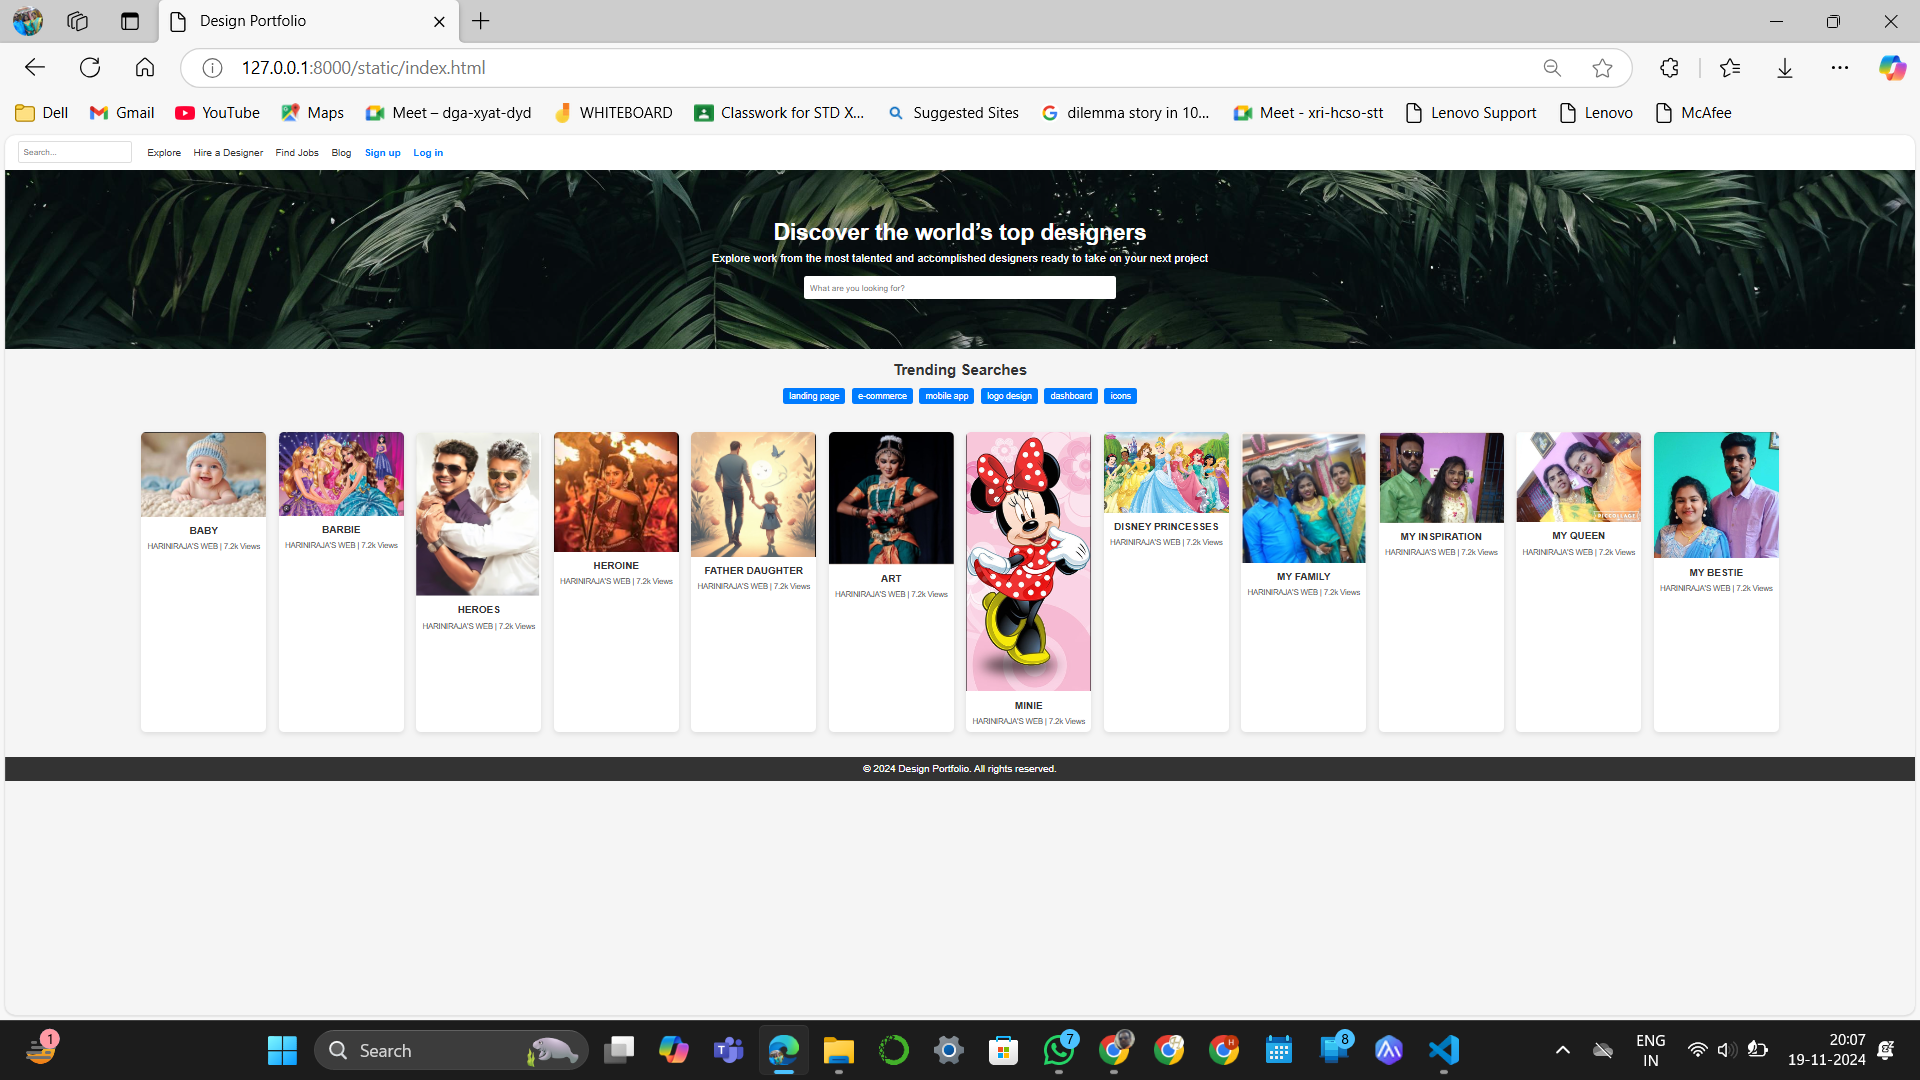 Design Portfolio
127.0.0.1:8000/static/index.html
Dell
Gmail
YouTube
Maps
Meet – dga-xyat-dyd
WHITEBOARD
Classwork for STD X...
Suggested Sites
dilemma story in 10...
Meet - xri-hcso-stt
Lenovo Support
Lenovo
McAfee
Search...
Explore
Hire a Designer
Find Jobs
Blog
Sign up
Log in
Discover the world’s top designers
Explore work from the most talented and accomplished designers ready to take on your next project
What are you looking for?
Trending Searches
landing page
e-commerce
mobile app
logo design
dashboard
icons
BABY
HARINIRAJA'S WEB | 7.2k Views
BARBIE
HARINIRAJA'S WEB | 7.2k Views
HEROES
HARINIRAJA'S WEB | 7.2k Views
HEROINE
HARINIRAJA'S WEB | 7.2k Views
FATHER DAUGHTER
HARINIRAJA'S WEB | 7.2k Views
ART
HARINIRAJA'S WEB | 7.2k Views
MINIE
HARINIRAJA'S WEB | 7.2k Views
DISNEY PRINCESSES
HARINIRAJA'S WEB | 7.2k Views
MY FAMILY
HARINIRAJA'S WEB | 7.2k Views
MY INSPIRATION
HARINIRAJA'S WEB | 7.2k Views
PICCOLLAGE
MY QUEEN
HARINIRAJA'S WEB | 7.2k Views
MY BESTIE
HARINIRAJA'S WEB | 7.2k Views
© 2024 Design Portfolio. All rights reserved.
1
Search
7
H
8
ENG
IN
20:07
19-11-2024